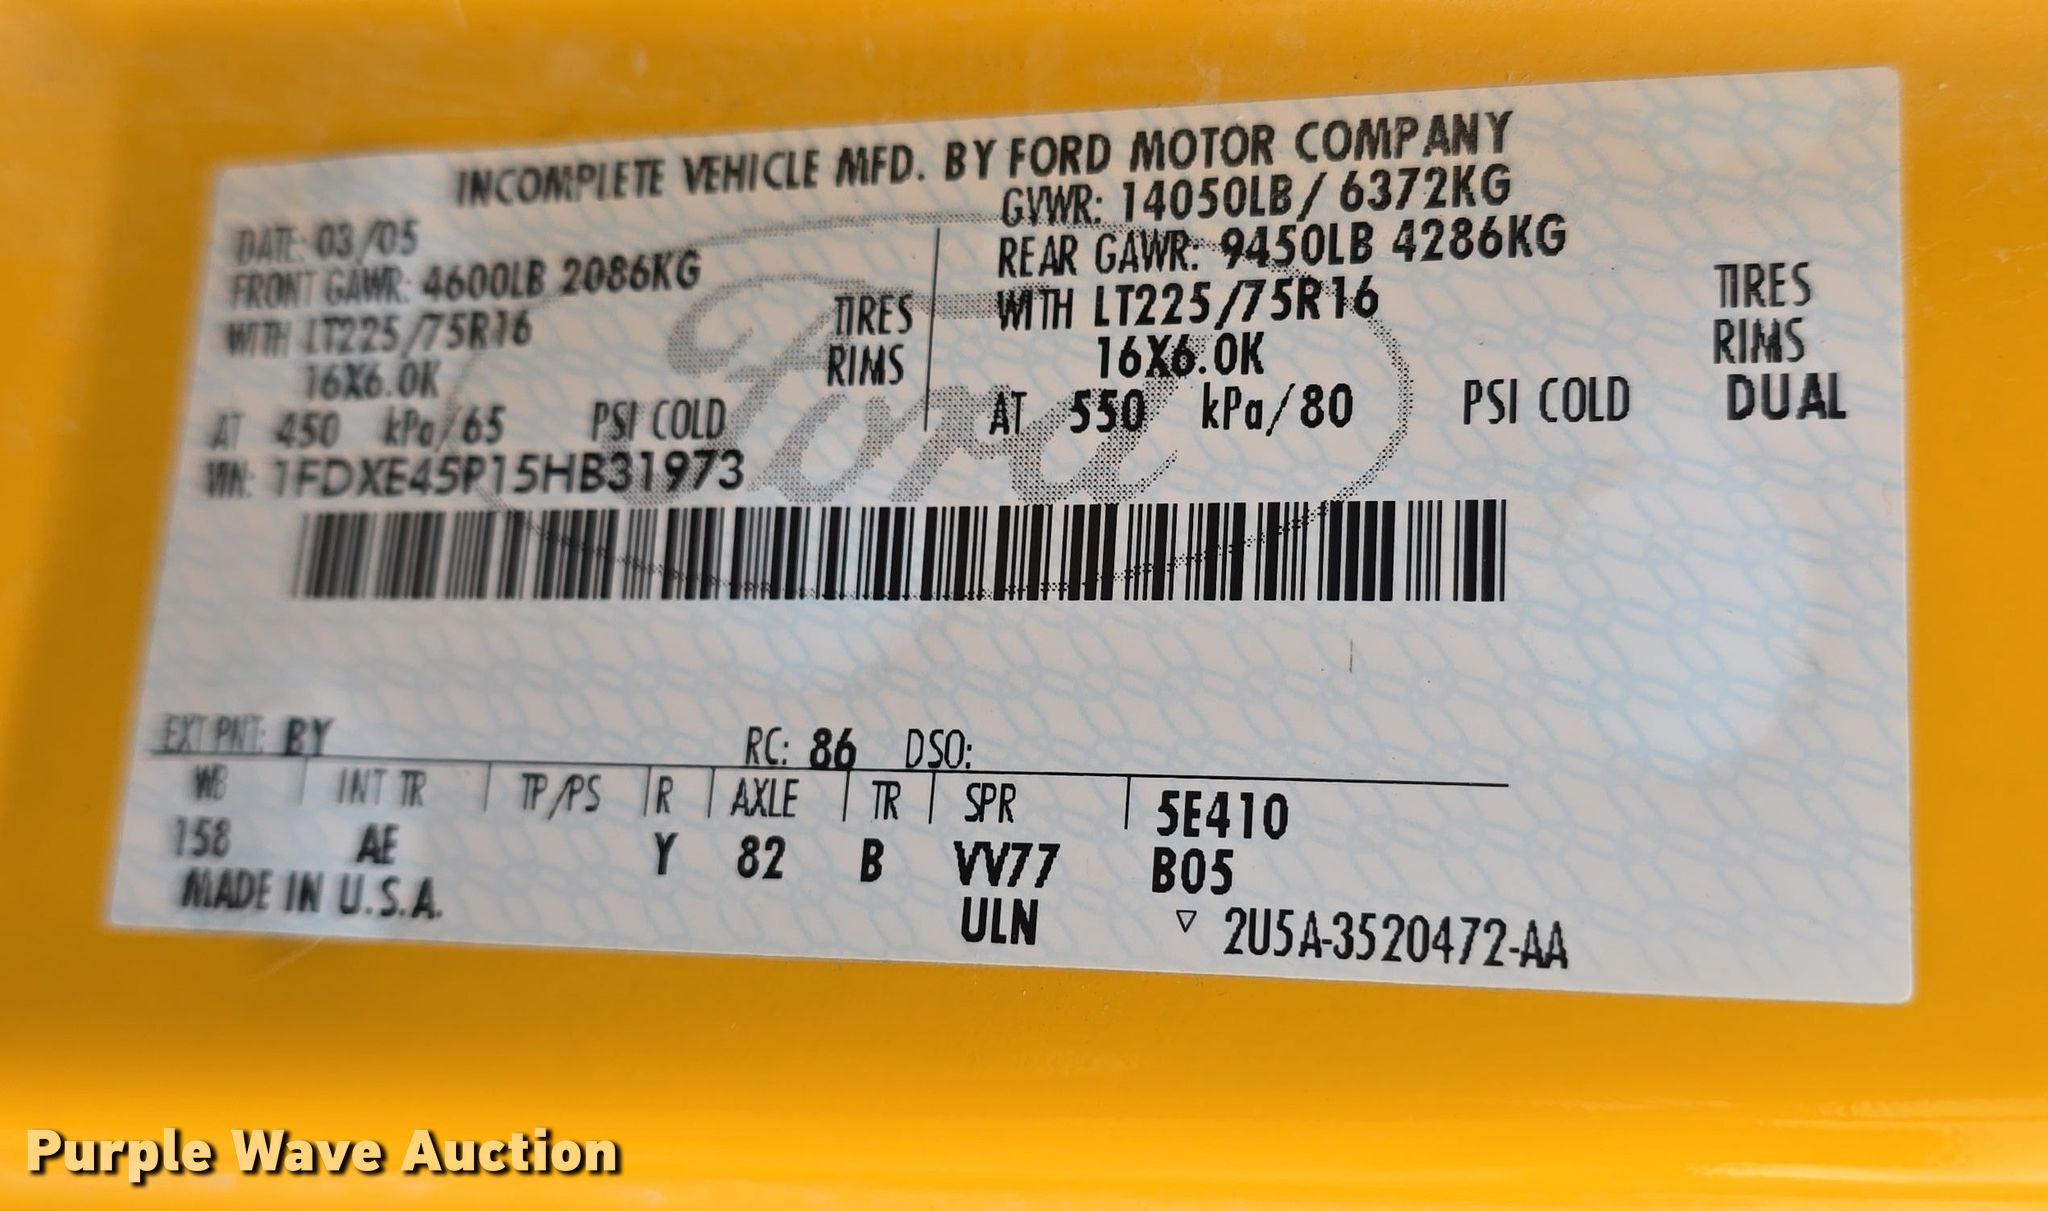 INCOMPLETE VEHICLE MFD. BY FORD MOTOR COMPANY
DATE: 03/05
GVWR: 14050LB/ 6372KG
FRONT GAWR: 4600LB 2086KG
REAR GAWR: 9450LB 4286KG
WITH LT225/75R16 TIRES
WITH LT225/75R16 TIRES
16X6.0K RIMS
16X6.0K RIMS
AT 450 kPa/65 PSI COLD
AT 550 kPa/80 PSI COLD DUAL
VIN: 1FDXE45P15HB31973
Ford
EXT PNT: BY RC: 86 DSO:
WB INT TR TP/PS R AXLE TR SPR 5E410
158 AE Y 82 B VV77 B05
MADE IN U.S.A. ULN ▽ 2U5A-3520472-AA
Purple Wave Auction